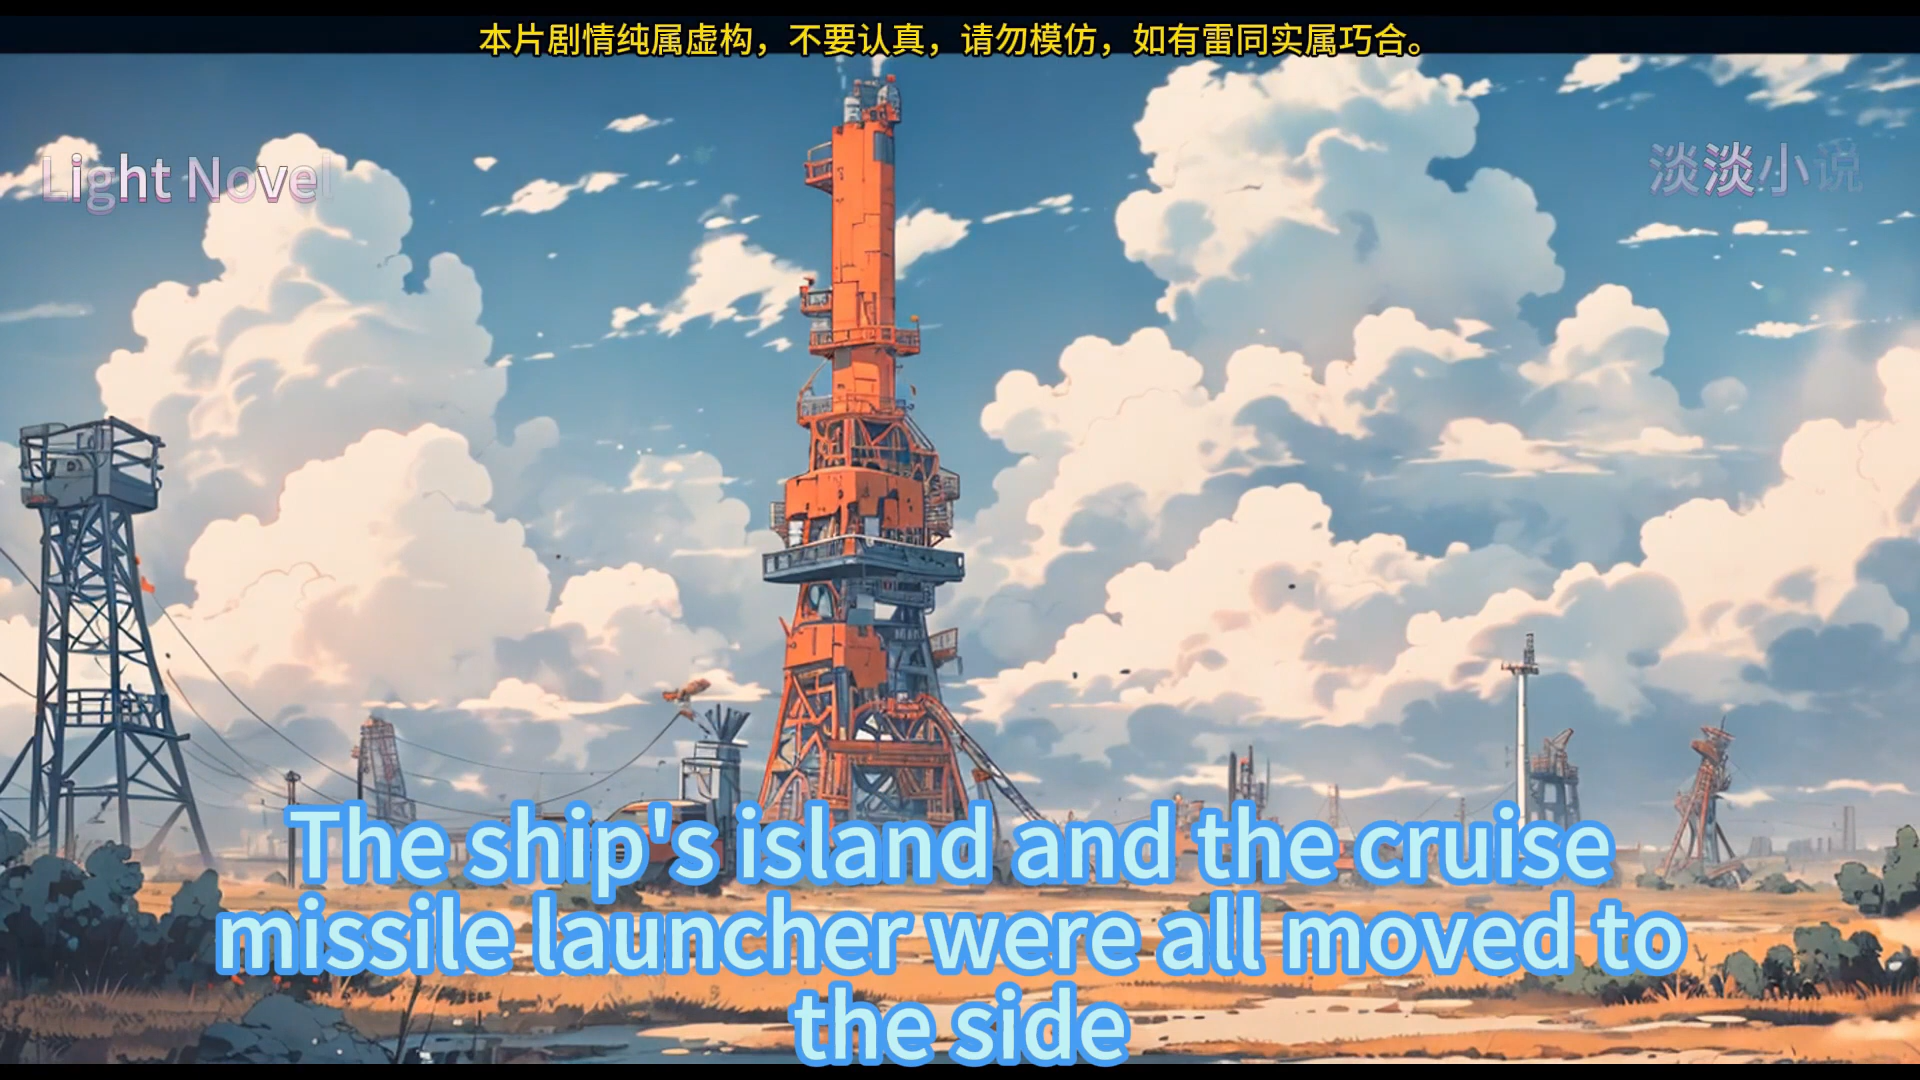 本片剧情纯属虚构，不要认真，请勿模仿，如有雷同实属巧合。
Light Novel
淡淡小说
The ship's island and the cruise
missile launcher were all moved to
the side